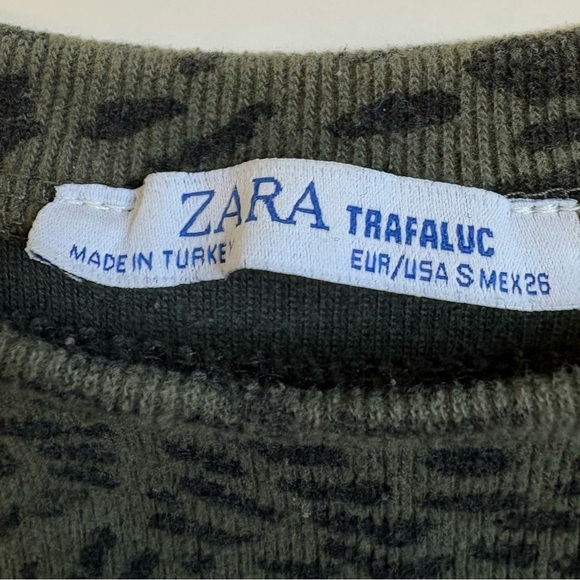 ZARA TRAFALUC
MADE IN TURKEY EUR/USA S MEX26